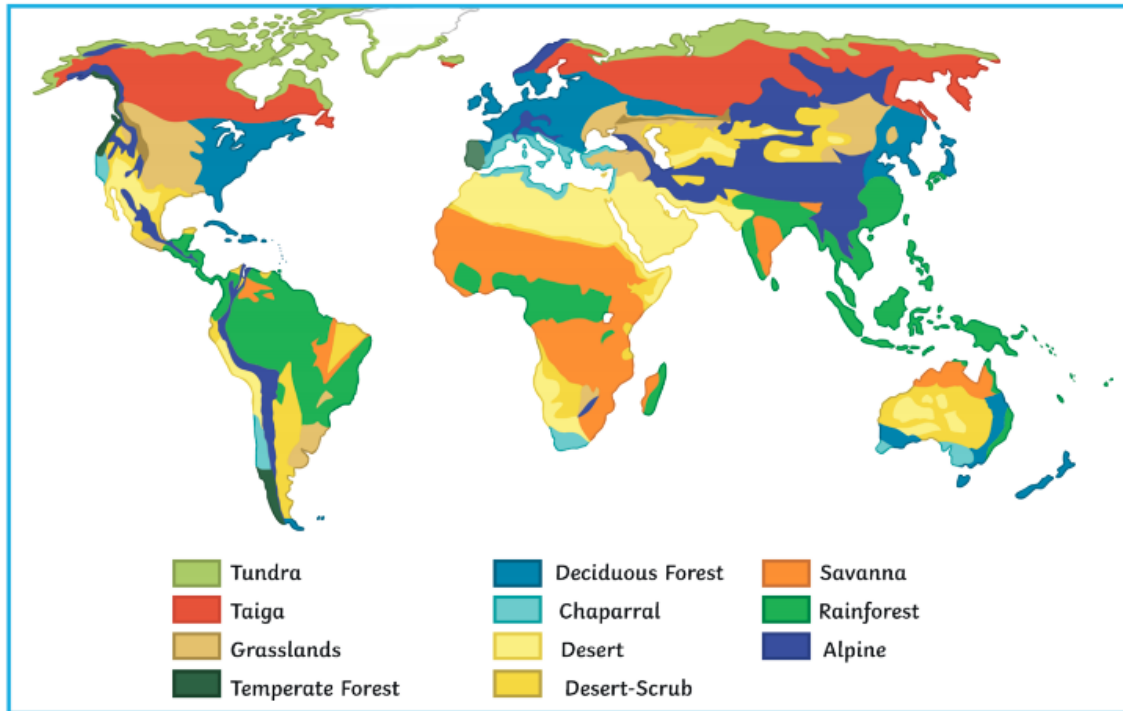 Tundra
Taiga
Grasslands
Temperate Forest
Deciduous Forest
Chaparral
Desert
Desert-Scrub
Savanna
Rainforest
Alpine